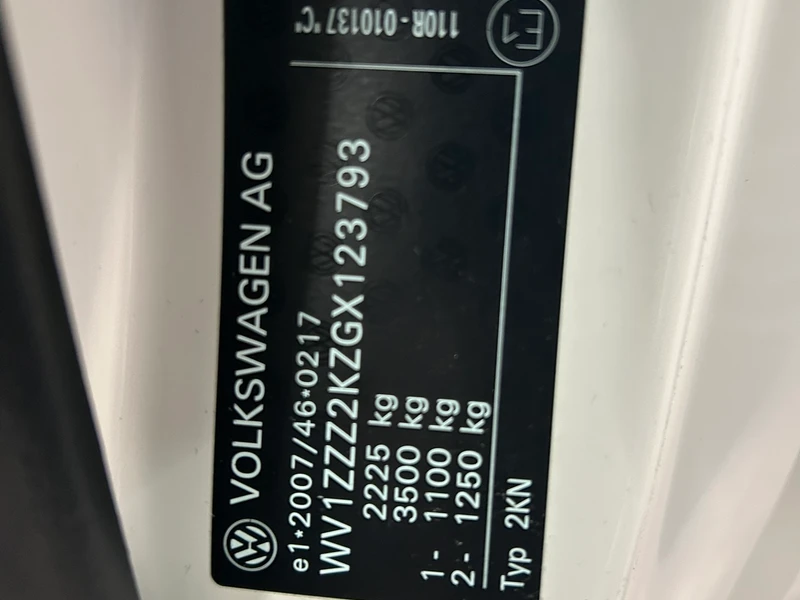 VOLKSWAGEN AG
e1*2007/46*0217
WV1ZZZ2KZGX123793
2225 kg
3500 kg
1- 1100 kg
2- 1250 kg
Typ 2KN
E1
110R-010137 "C"